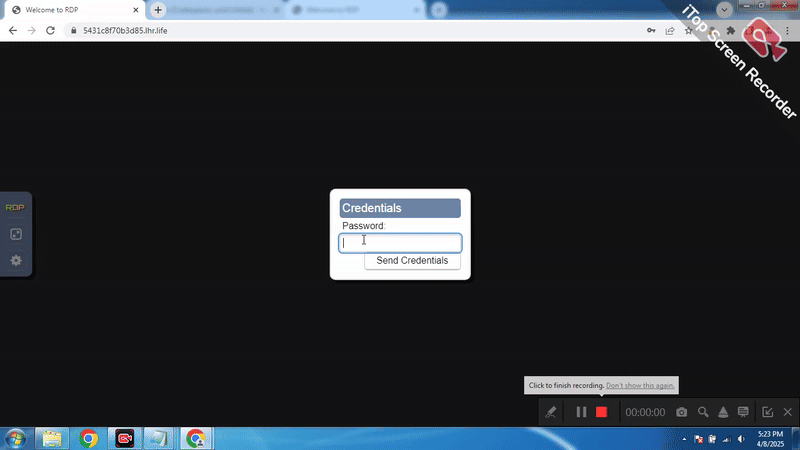 Welcome to RDP
5431c8f70b3d85.lhr.life
iTop Screen Recorder
RDP
Credentials
Password:
Send Credentials
Click to finish recording. Don't show this again.
00:00:00
5:23 PM
4/8/2025